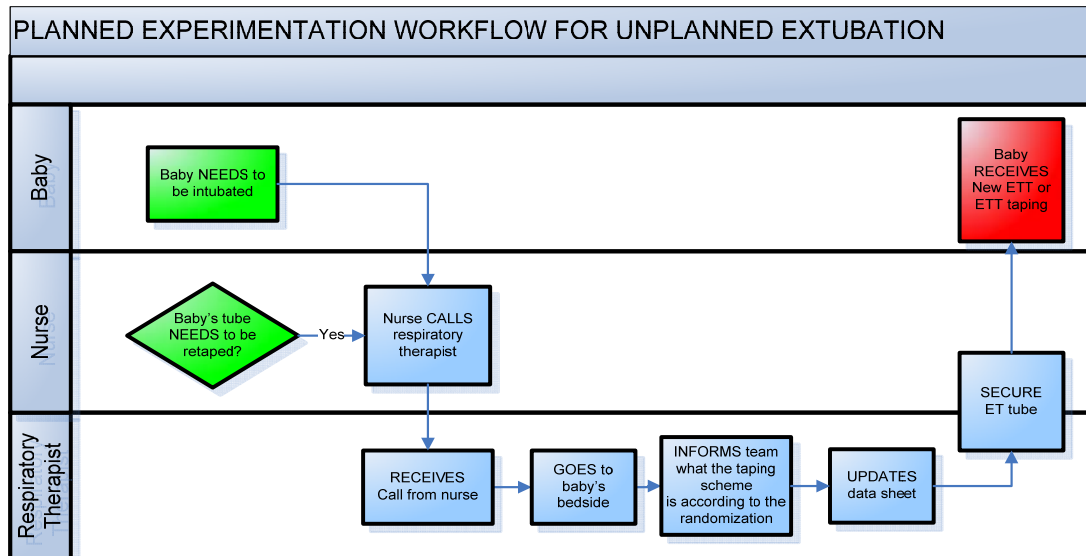 PLANNED EXPERIMENTATION WORKFLOW FOR UNPLANNED EXTUBATION
Baby
Baby NEEDS to
be intubated
Baby
RECEIVES
New ETT or
ETT taping
Nurse
Baby's tube
NEEDS to be
retaped?
Yes
Nurse CALLS
respiratory
therapist
SECURE
ET tube
Respiratory
Therapist
RECEIVES
Call from nurse
GOES to
baby's
bedside
INFORMS team
what the taping
scheme
is according to the
randomization
UPDATES
data sheet